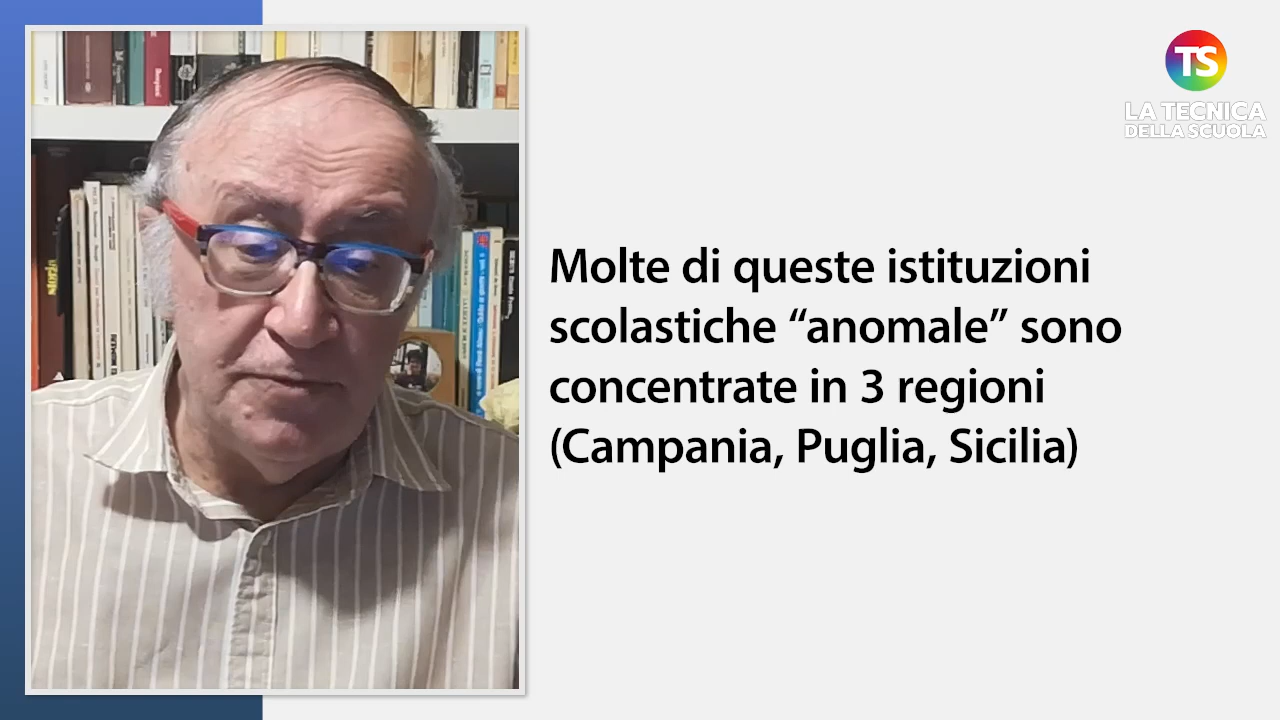 TS
LA TECNICA
DELLA SCUOLA
Molte di queste istituzioni
scolastiche “anomale” sono
concentrate in 3 regioni
(Campania, Puglia, Sicilia)